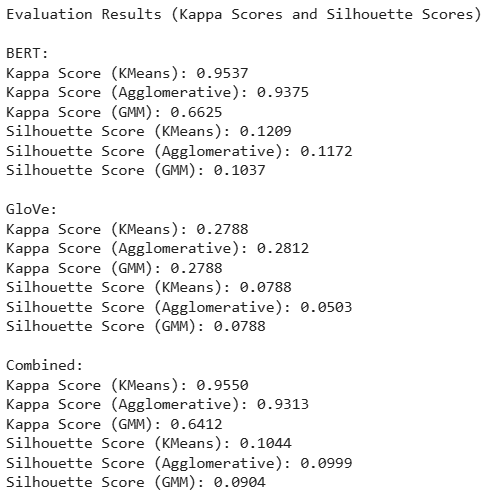 Evaluation Results (Kappa Scores and Silhouette Scores)
BERT:
Kappa Score (KMeans): 0.9537
Kappa Score (Agglomerative): 0.9375
Kappa Score (GMM): 0.6625
Silhouette Score (KMeans): 0.1209
Silhouette Score (Agglomerative): 0.1172
Silhouette Score (GMM): 0.1037
GloVe:
Kappa Score (KMeans): 0.2788
Kappa Score (Agglomerative): 0.2812
Kappa Score (GMM): 0.2788
Silhouette Score (KMeans): 0.0788
Silhouette Score (Agglomerative): 0.0503
Silhouette Score (GMM): 0.0788
Combined:
Kappa Score (KMeans): 0.9550
Kappa Score (Agglomerative): 0.9313
Kappa Score (GMM): 0.6412
Silhouette Score (KMeans): 0.1044
Silhouette Score (Agglomerative): 0.0999
Silhouette Score (GMM): 0.0904